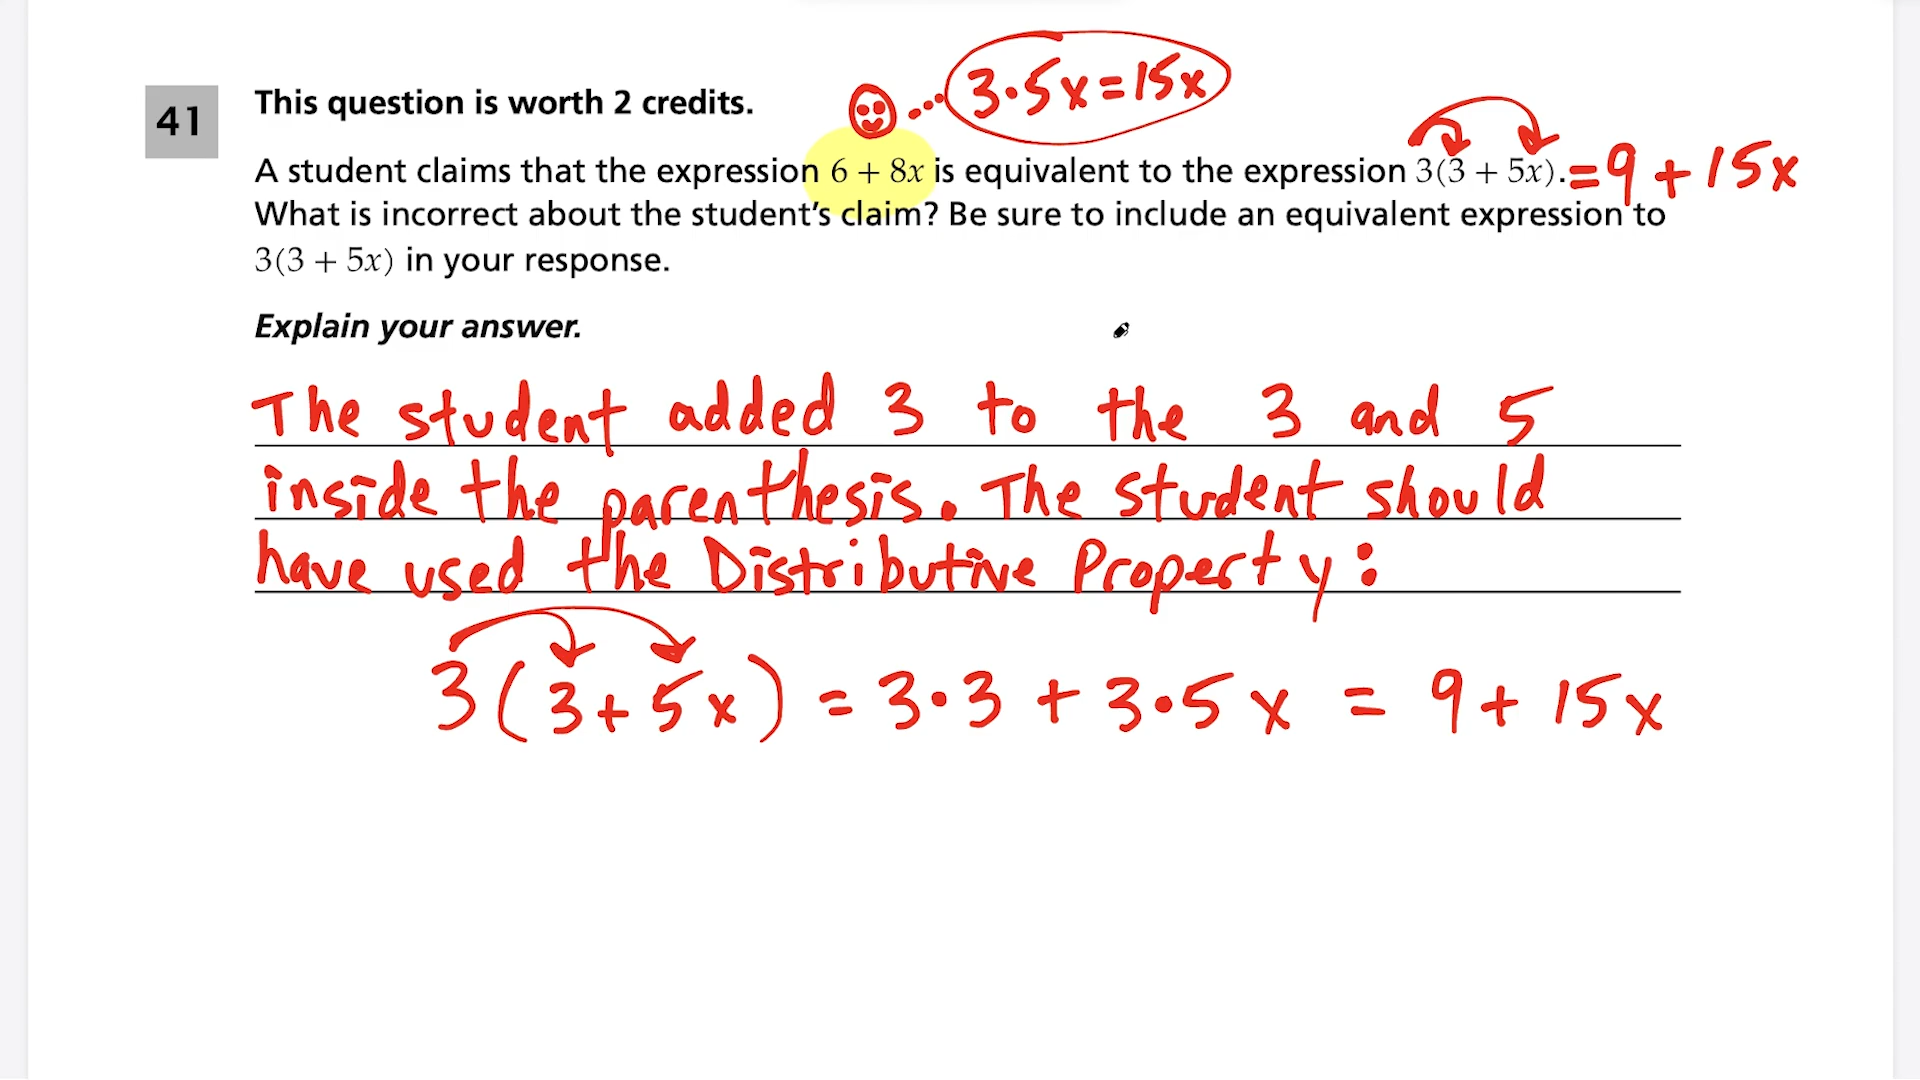 3·5x=15x
41 This question is worth 2 credits.
A student claims that the expression 6 + 8x is equivalent to the expression 3(3 + 5x). =9+15x
What is incorrect about the student's claim? Be sure to include an equivalent expression to
3(3 + 5x) in your response.
Explain your answer.
The student added 3 to the 3 and 5
inside the parenthesis. The student should
have used the Distributive Property:
3(3+5x) = 3·3 + 3·5x = 9+15x